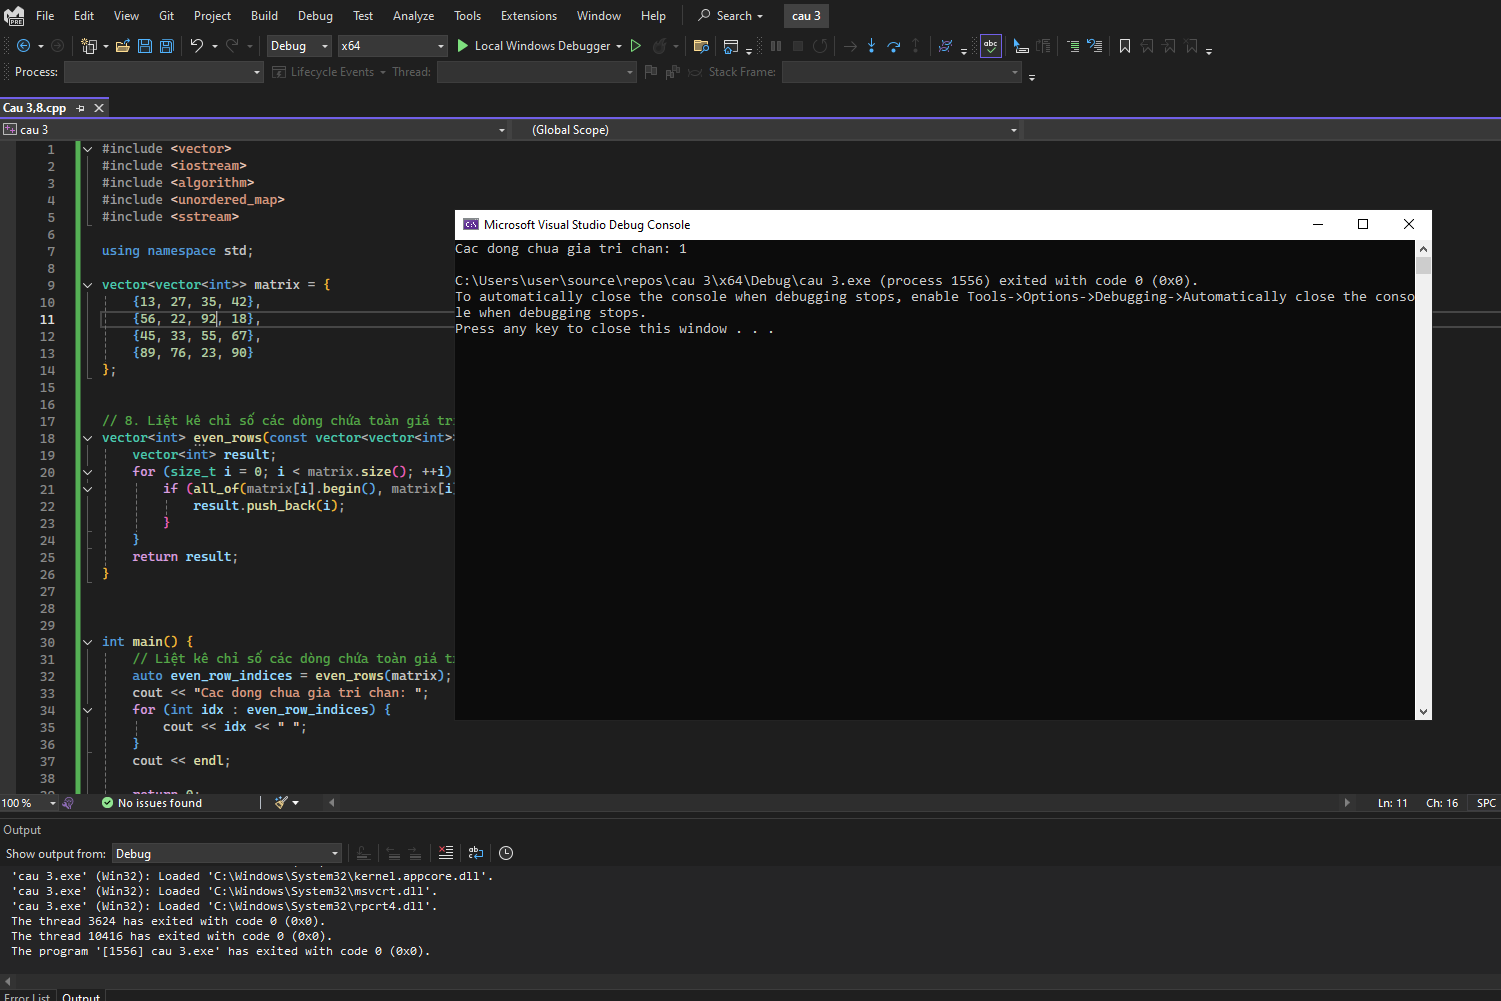 File Edit View Git Project Build Debug Test Analyze Tools Extensions Window Help Search cau 3
Debug x64 Local Windows Debugger
Process: Lifecycle Events Thread: Stack Frame:
Cau 3,8.cpp
cau 3 (Global Scope)
1 #include <vector>
2 #include <iostream>
3 #include <algorithm>
4 #include <unordered_map>
5 #include <sstream>
6
7 using namespace std;
8
9 vector<vector<int>> matrix = {
10 {13, 27, 35, 42},
11 {56, 22, 92, 18},
12 {45, 33, 55, 67},
13 {89, 76, 23, 90}
14 };
15
16
17 // 8. Liệt kê chỉ số các dòng chứa toàn giá trị
18 vector<int> even_rows(const vector<vector<int>>
19 vector<int> result;
20 for (size_t i = 0; i < matrix.size(); ++i)
21 if (all_of(matrix[i].begin(), matrix[i]
22 result.push_back(i);
23 }
24 }
25 return result;
26 }
27
28
29
30 int main() {
31 // Liệt kê chỉ số các dòng chứa toàn giá
32 auto even_row_indices = even_rows(matrix);
33 cout << "Cac dong chua gia tri chan: ";
34 for (int idx : even_row_indices) {
35 cout << idx << " ";
36 }
37 cout << endl;
38
39 return 0;
Microsoft Visual Studio Debug Console
Cac dong chua gia tri chan: 1
C:\Users\user\source\repos\cau 3\x64\Debug\cau 3.exe (process 1556) exited with code 0 (0x0).
To automatically close the console when debugging stops, enable Tools->Options->Debugging->Automatically close the conso
le when debugging stops.
Press any key to close this window . . .
100 % No issues found Ln: 11 Ch: 16 SPC
Output
Show output from: Debug
'cau 3.exe' (Win32): Loaded 'C:\Windows\System32\kernel.appcore.dll'.
'cau 3.exe' (Win32): Loaded 'C:\Windows\System32\msvcrt.dll'.
'cau 3.exe' (Win32): Loaded 'C:\Windows\System32\rpcrt4.dll'.
The thread 3624 has exited with code 0 (0x0).
The thread 10416 has exited with code 0 (0x0).
The program '[1556] cau 3.exe' has exited with code 0 (0x0).
Error List Output